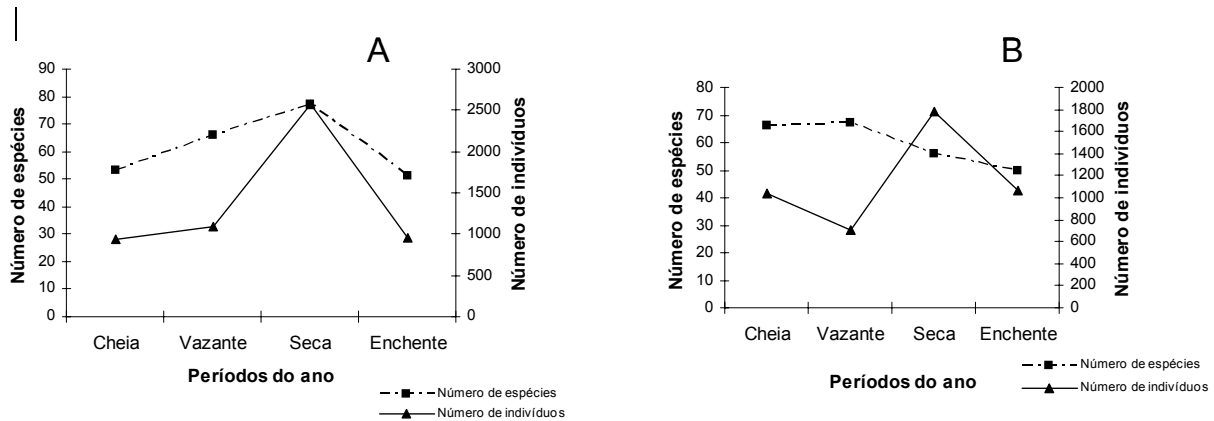 A
Número de espécies
90
80
70
60
50
40
30
20
10
0
3000
2500
2000
1500
1000
500
0
Número de indivíduos
Cheia Vazante Seca Enchente
Períodos do ano
Número de espécies
Número de indivíduos
B
Número de espécies
80
70
60
50
40
30
20
10
0
2000
1800
1600
1400
1200
1000
800
600
400
200
0
Número de indivíduos
Cheia Vazante Seca Enchente
Períodos do ano
Número de espécies
Número de indivíduos